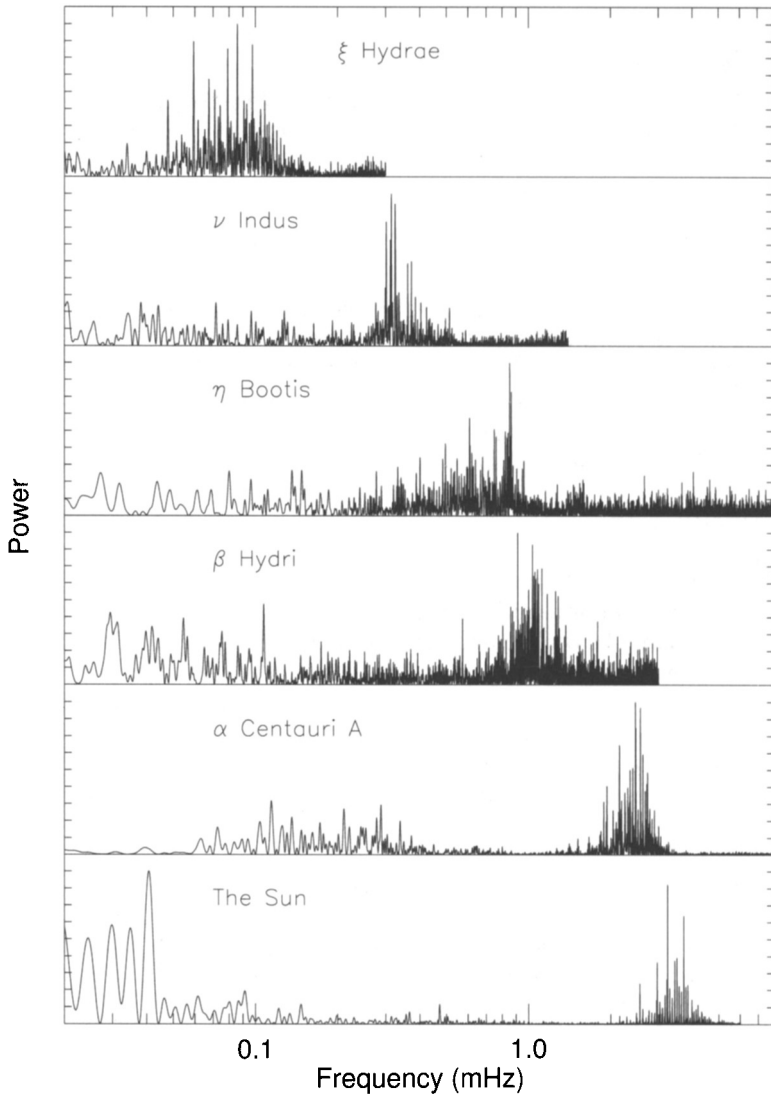 ξ Hydrae
ν Indus
η Bootis
β Hydri
α Centauri A
The Sun
Power
0.1 1.0
Frequency (mHz)